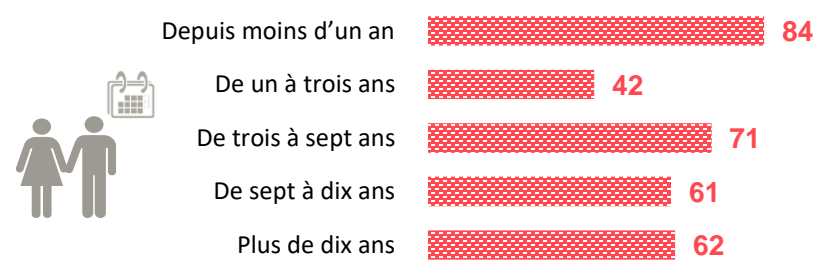 Depuis moins d’un an 84
De un à trois ans 42
De trois à sept ans 71
De sept à dix ans 61
Plus de dix ans 62